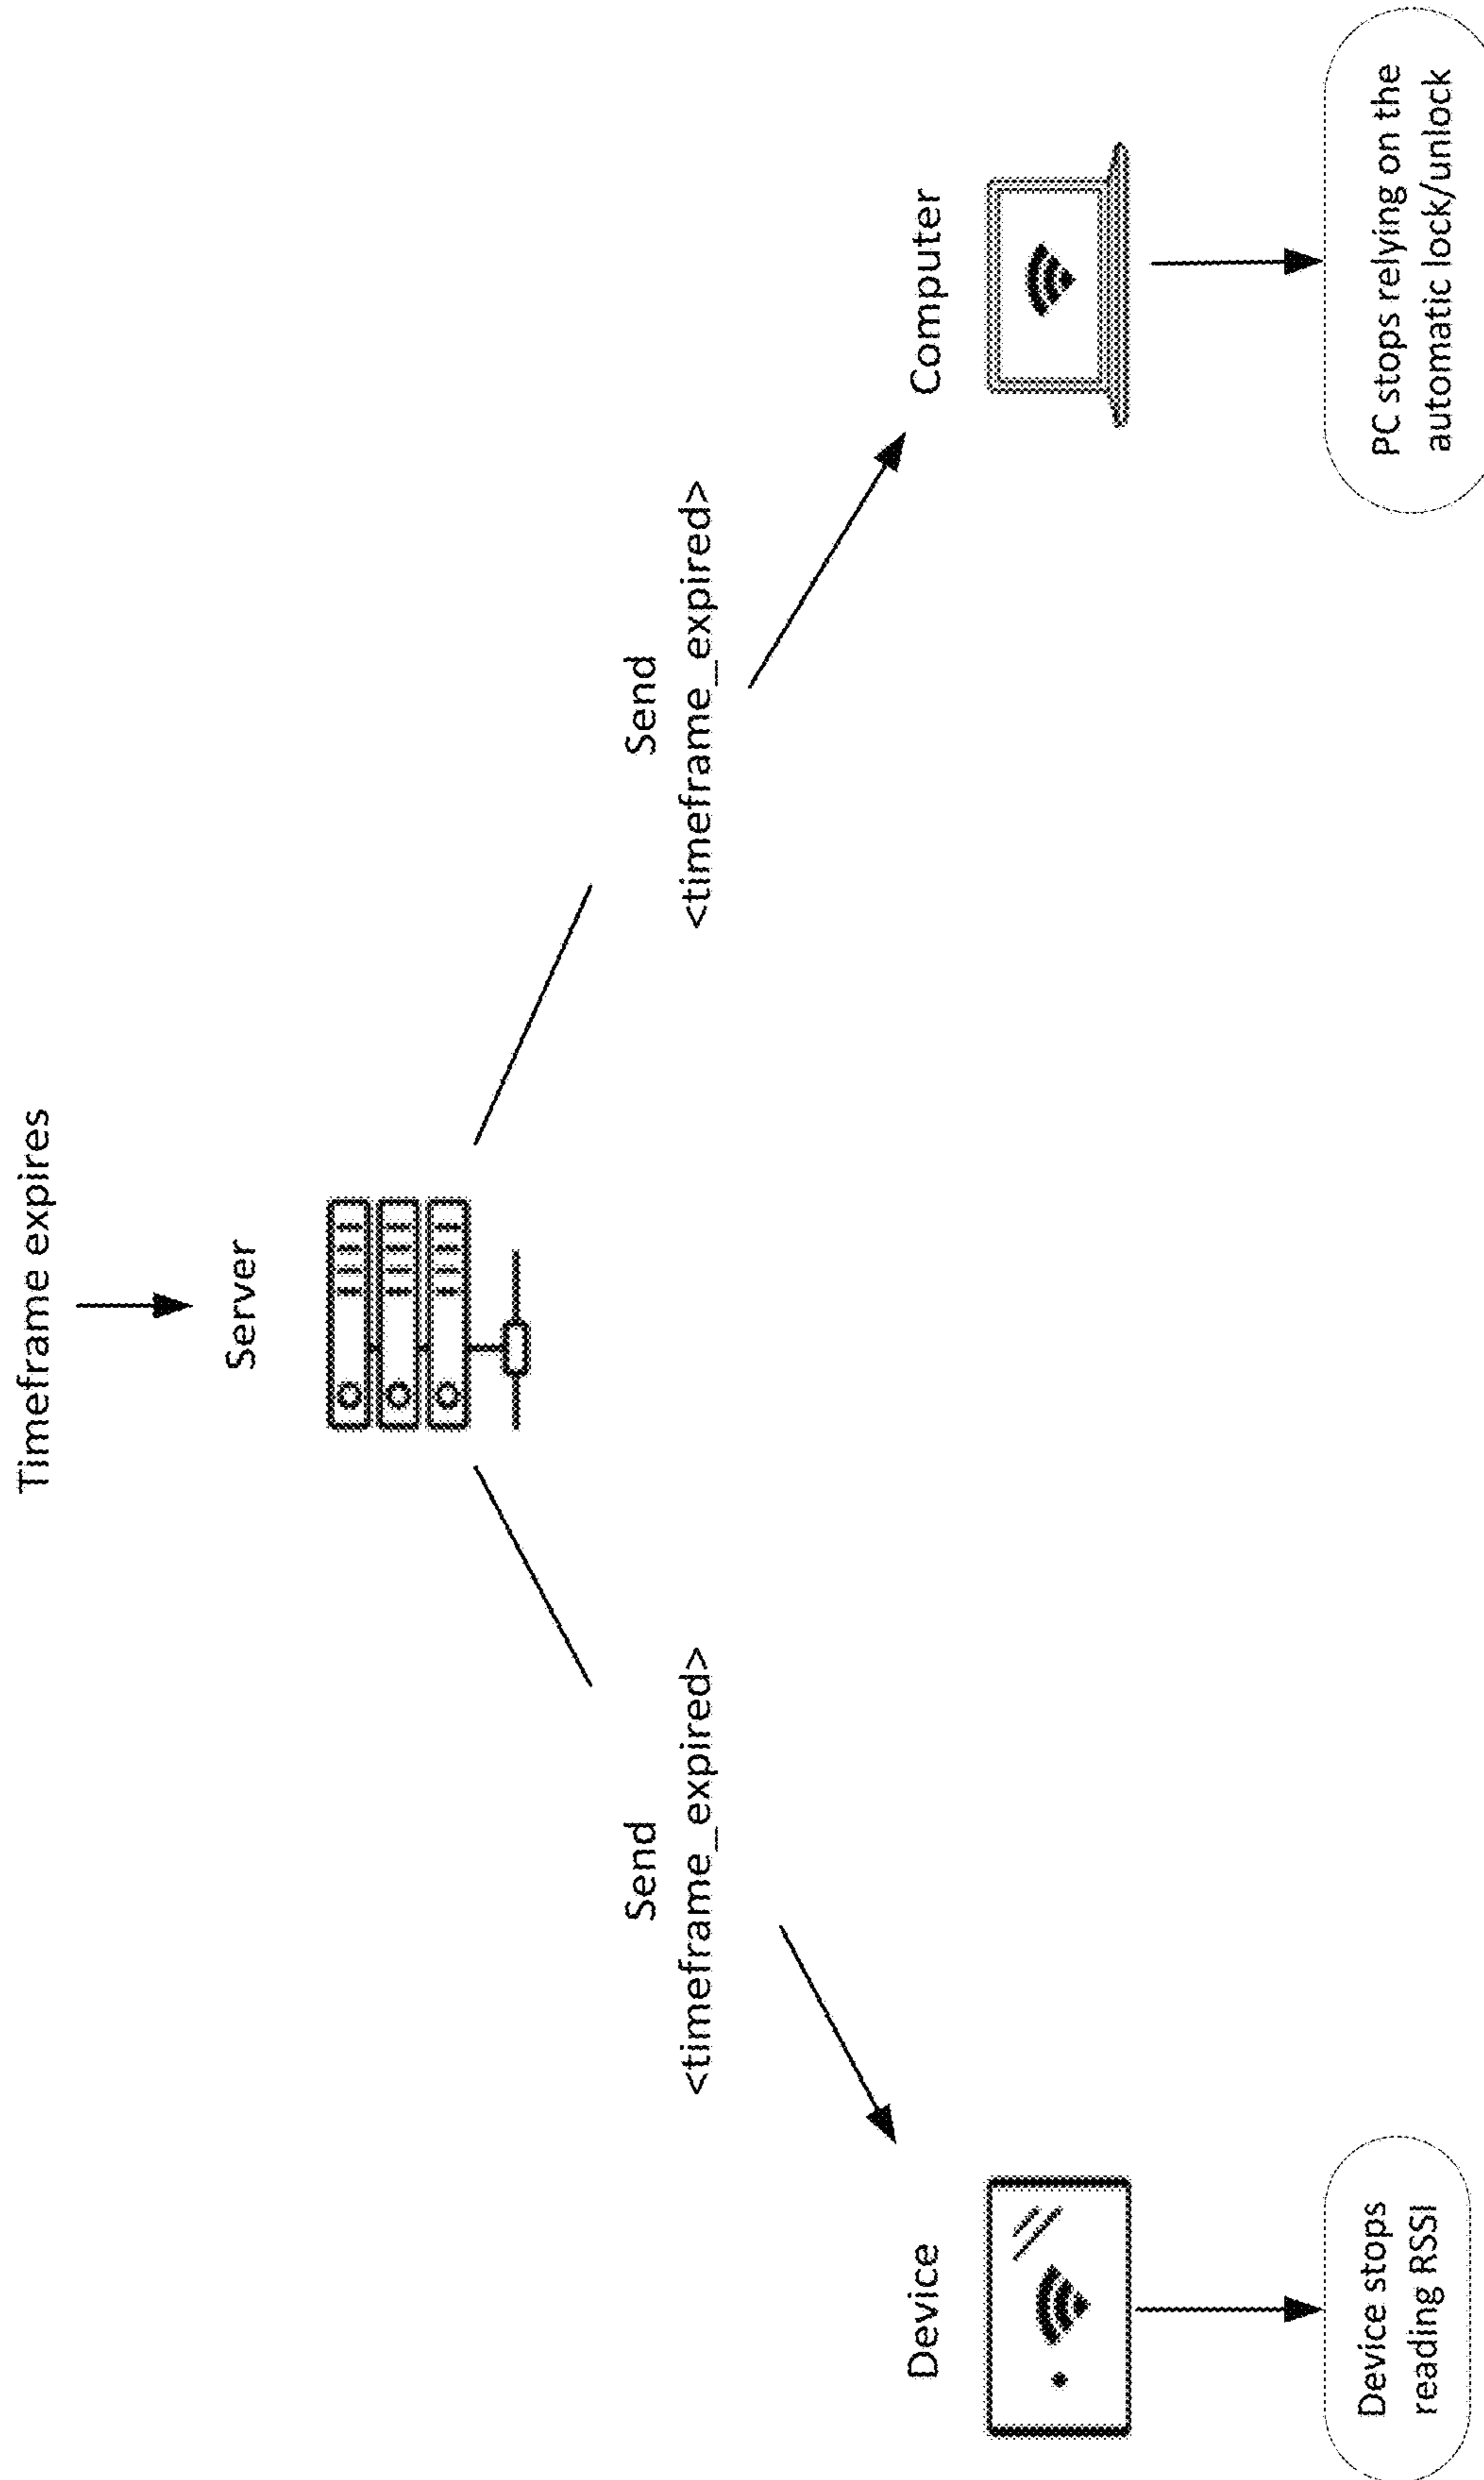 Timeframe expires
Server
Send
<timeframe_expired>
Send
<timeframe_expired>
Device
Computer
Device stops
reading RSSI
PC stops relying on the
automatic lock/unlock